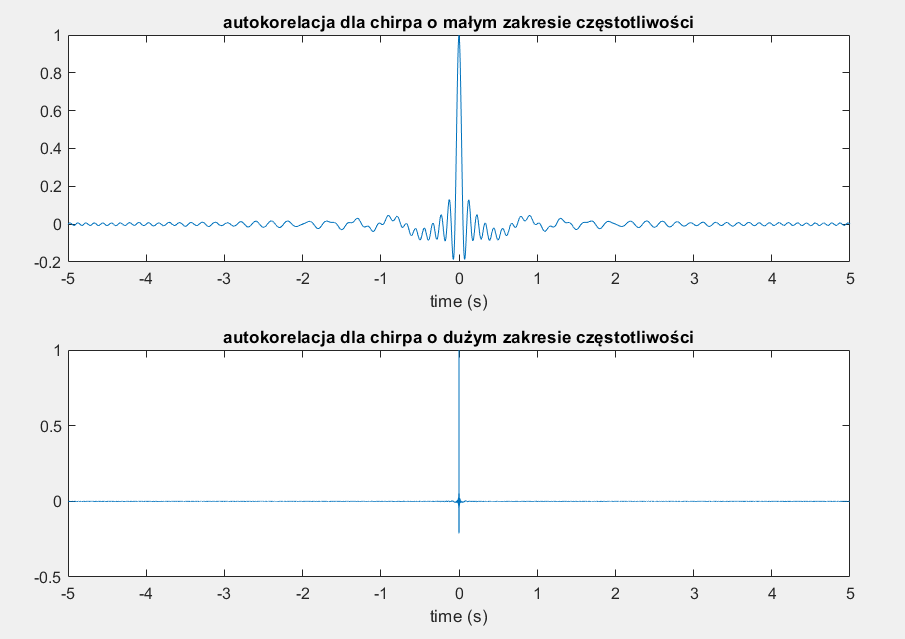 autokorelacja dla chirpa o małym zakresie częstotliwości
1
0.8
0.6
0.4
0.2
0
-0.2
-5 -4 -3 -2 -1 0 1 2 3 4 5
time (s)
autokorelacja dla chirpa o dużym zakresie częstotliwości
1
0.5
0
-0.5
-5 -4 -3 -2 -1 0 1 2 3 4 5
time (s)